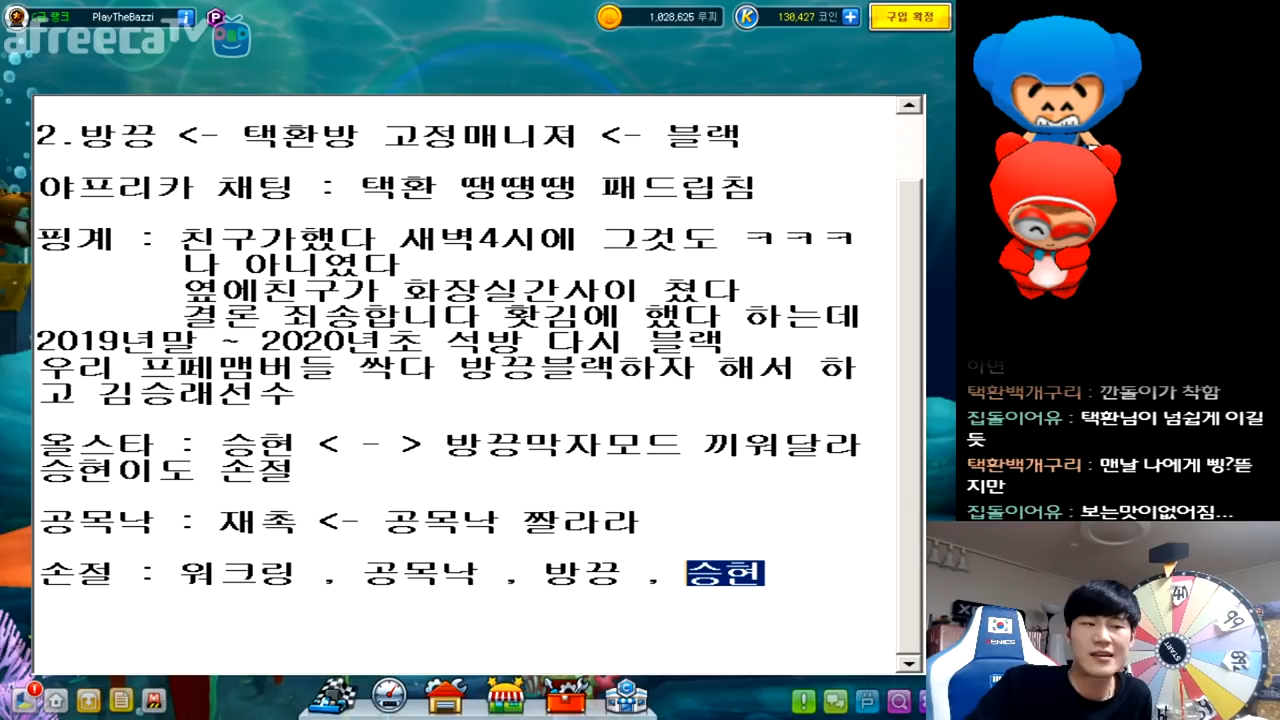 랭크 PlayTheBazzi
1,028,625 루찌
130,427 코인
구입 확정
afreecaTV
2.방끙 <- 택환방 고정매니져 <- 블랙
야프리카 채팅 : 택환 땡떙땡 패드립침
핑계 : 친구가했다 새벽4시에 그것도 ㅋㅋㅋ
나 아니였다
옆에친구가 화장실간사이 쳤다
결론 죄송합니다 홧김에 했다 하는데
2019년말 ~ 2020년초 석방 다시 블랙
우리 프페맴버들 싹다 방끙블랙하자 해서 하
고 김승래선수
올스타 : 승현 < - > 방끙막자모드 끼워달라
승현이도 손절
공목낙 : 재촉 <- 공목낙 짤라라
손절 : 워크링 , 공목낙 , 방끙 , 승현
이번
택환백개구리 : 깐돌이가 착함
집돌이어유 : 택환님이 넘쉽게 이길
듯
택환백개구리 : 맨날 나에게 삥?뜯
지만
집돌이어유 : 보는맛이없어짐...
START